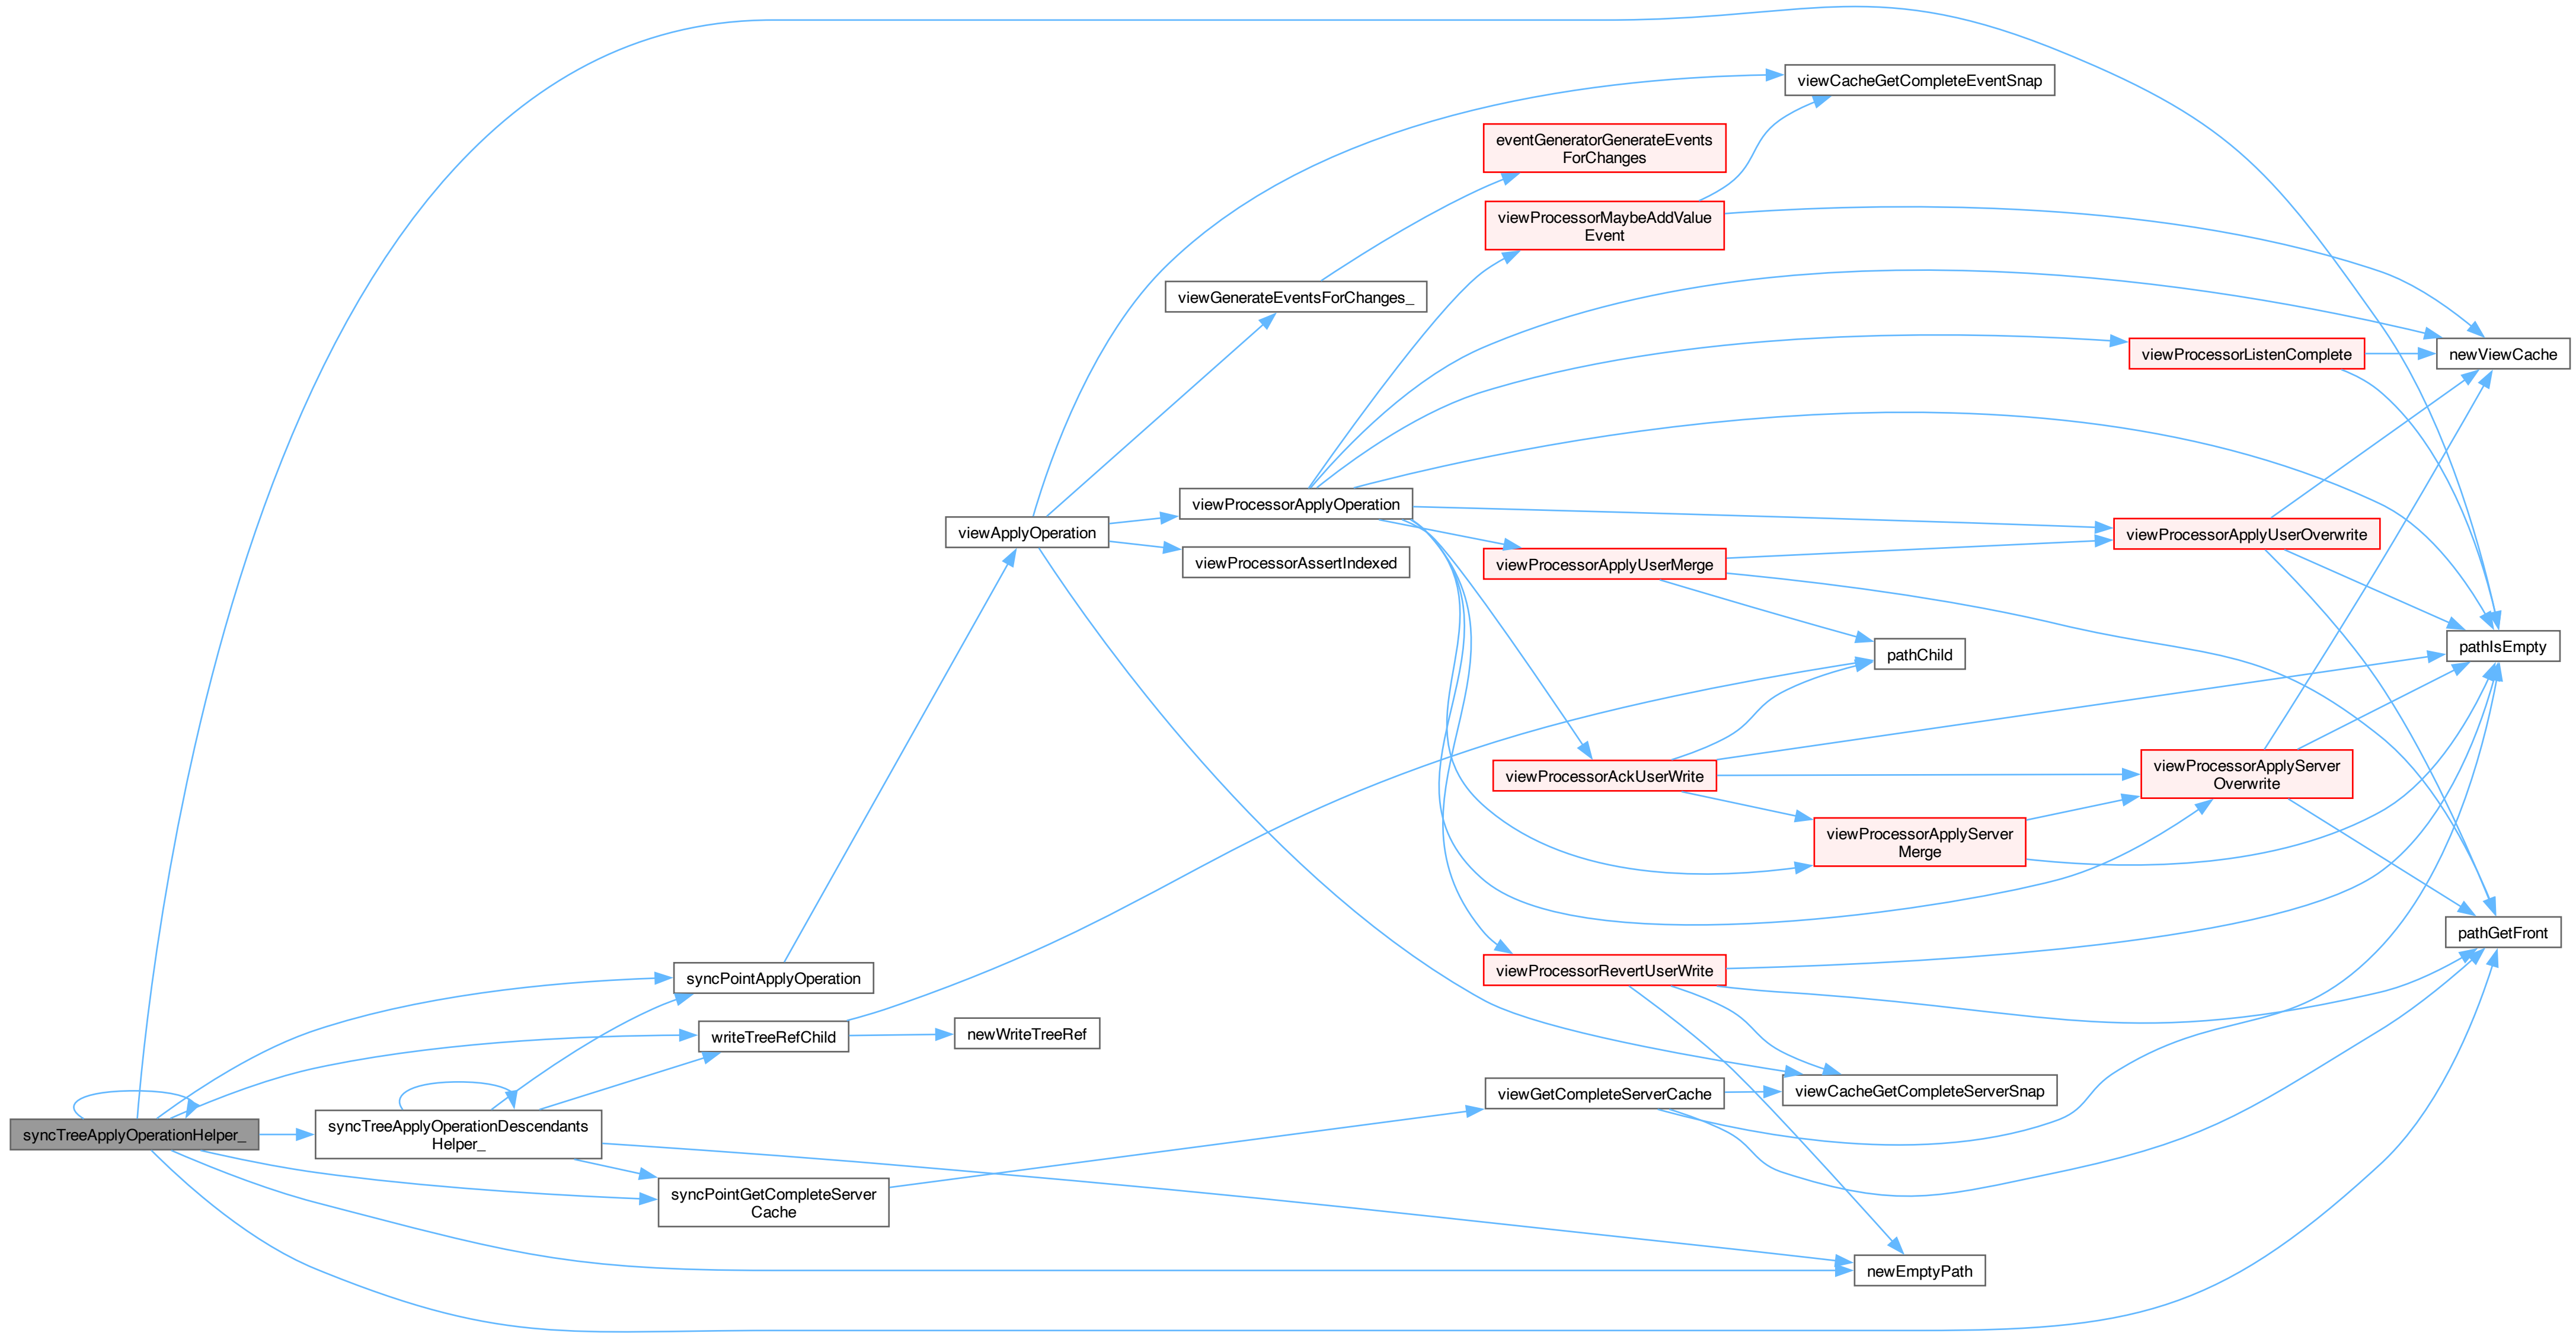 viewCacheGetCompleteEventSnap
eventGeneratorGenerateEvents
ForChanges
viewProcessorMaybeAddValue
Event
viewGenerateEventsForChanges_
viewProcessorListenComplete
newViewCache
viewProcessorApplyOperation
viewApplyOperation
viewProcessorApplyUserOverwrite
viewProcessorAssertIndexed
viewProcessorApplyUserMerge
pathChild
pathIsEmpty
viewProcessorAckUserWrite
viewProcessorApplyServer
Overwrite
viewProcessorApplyServer
Merge
pathGetFront
syncPointApplyOperation
viewProcessorRevertUserWrite
writeTreeRefChild
newWriteTreeRef
viewGetCompleteServerCache
viewCacheGetCompleteServerSnap
syncTreeApplyOperationHelper_
syncTreeApplyOperationDescendants
Helper_
syncPointGetCompleteServer
Cache
newEmptyPath